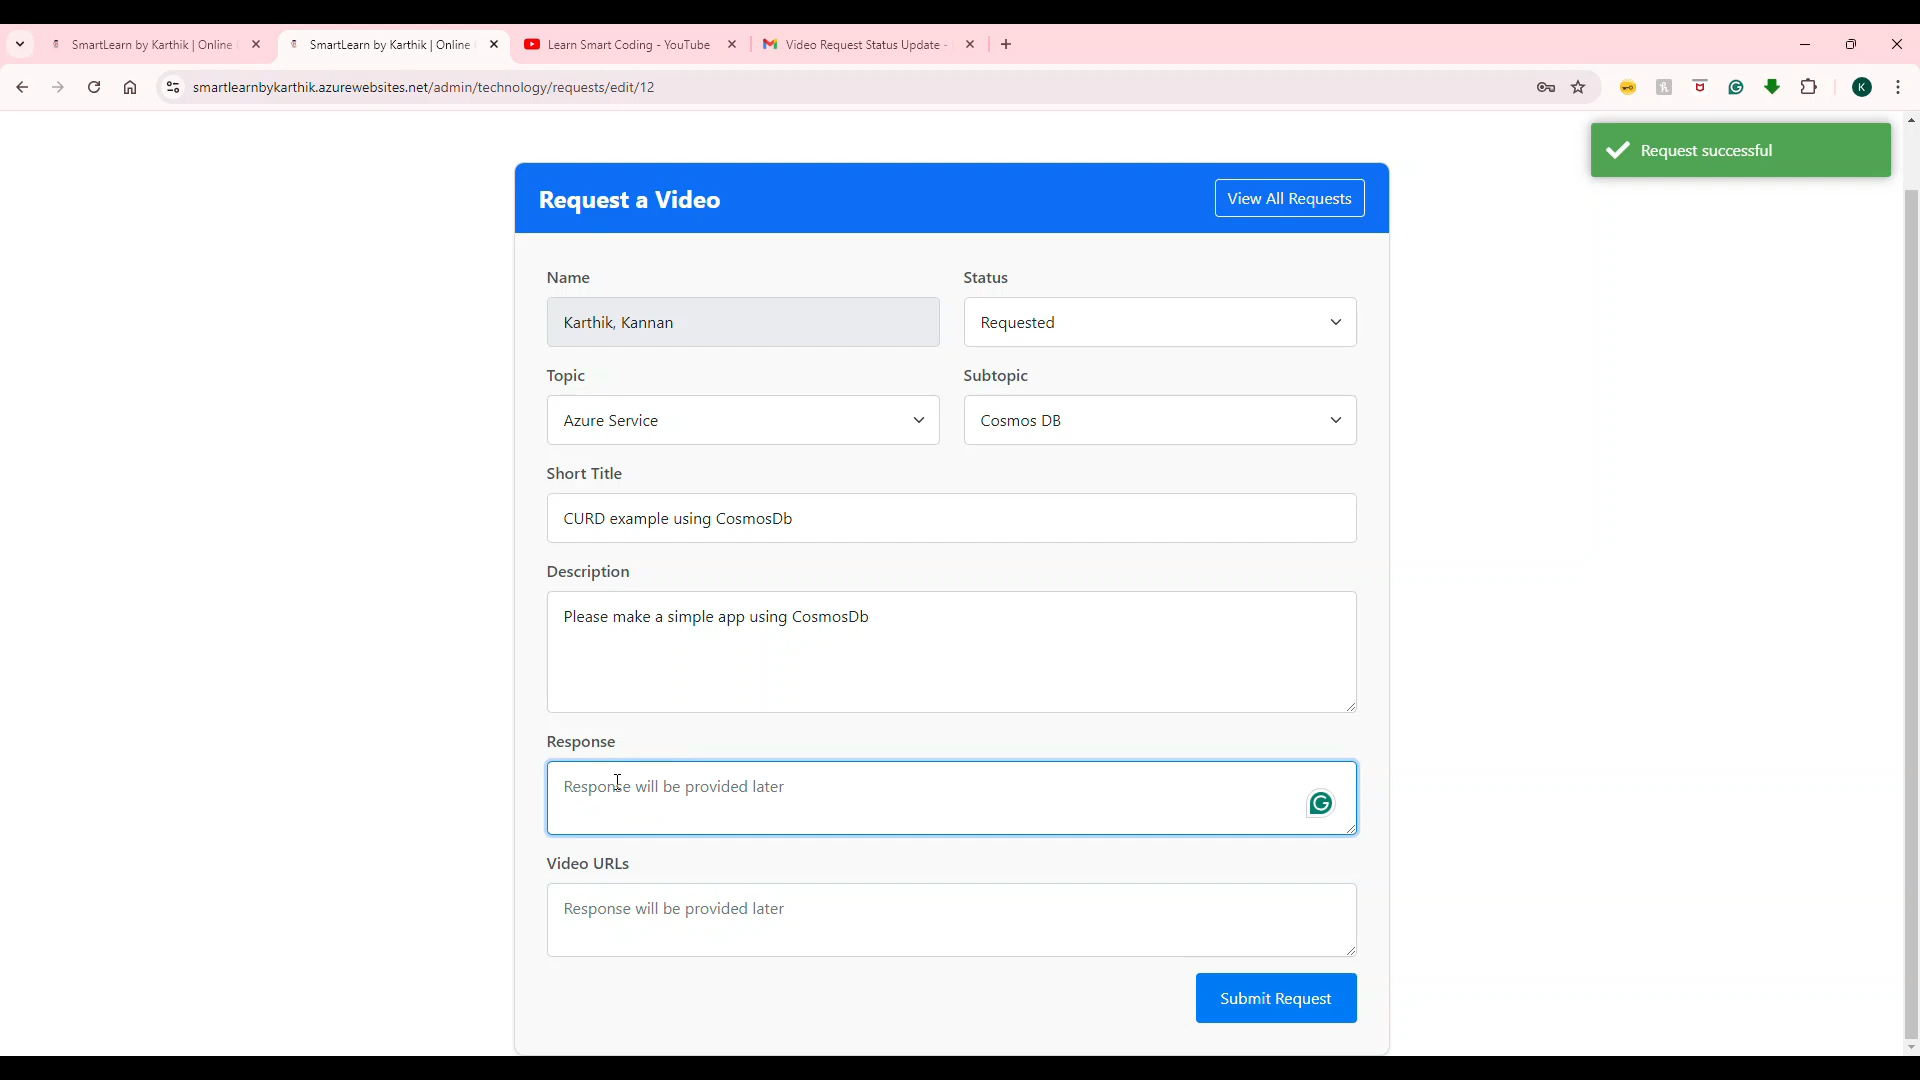 SmartLearn by Karthik | Online
SmartLearn by Karthik | Online
Learn Smart Coding - YouTube
Video Request Status Update -
smartlearnbykarthik.azurewebsites.net/admin/technology/requests/edit/12
K
Request successful
Request a Video
View All Requests
Name
Status
Karthik, Kannan
Requested
Topic
Subtopic
Azure Service
Cosmos DB
Short Title
CURD example using CosmosDb
Description
Please make a simple app using CosmosDb
Response
Response will be provided later
Video URLs
Response will be provided later
Submit Request